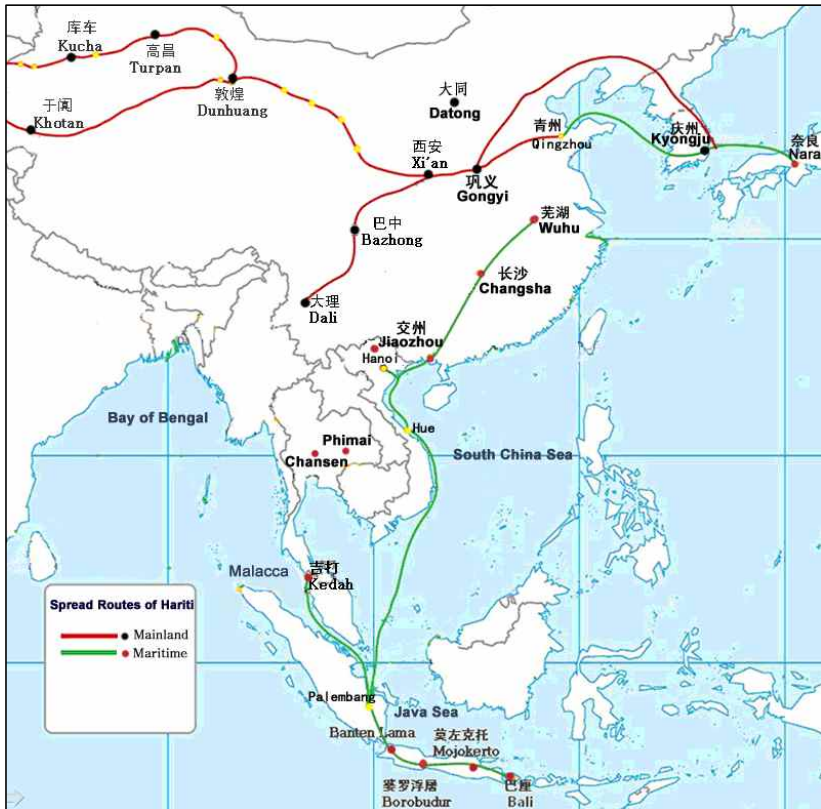 库车
Kucha
高昌
Turpan
于阗
Khotan
敦煌
Dunhuang
大同
Datong
西安
Xi'an
巩义
Gongyi
青州
Qingzhou
庆州
Kyongju
奈良
Nara
巴中
Bazhong
芜湖
Wuhu
长沙
Changsha
大理
Dali
交州
Jiaozhou
Hanoi
Bay of Bengal
Hue
Phimai
Chansen
South China Sea
吉打
Kedah
Malacca
Spread Routes of Hariti
Mainland
Maritime
Palembang
Java Sea
Banten Lama
莫左克托
Mojokerto
婆罗浮屠
Borobudur
巴厘
Bali